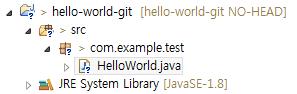 > hello-world-git [hello-world-git NO-HEAD]
> src
> com.example.test
HelloWorld.java
JRE System Library [JavaSE-1.8]